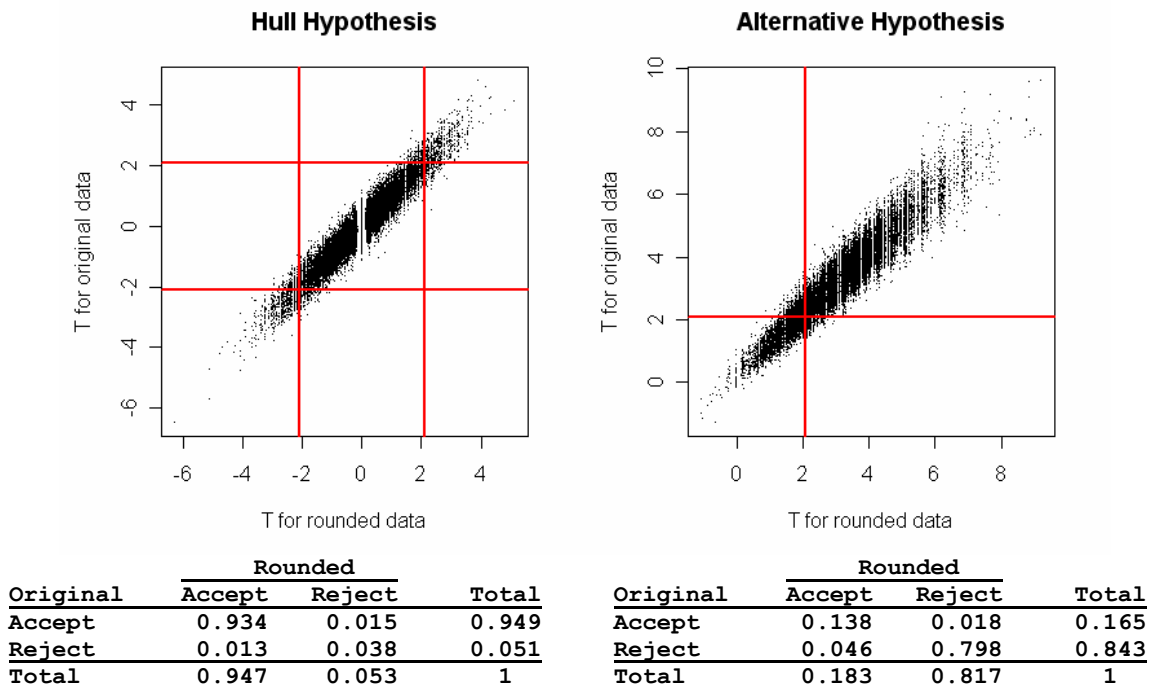 Hull Hypothesis
4
2
0
-2
-4
-6
T for original data
-6 -4 -2 0 2 4
T for rounded data
Alternative Hypothesis
10
8
6
4
2
0
T for original data
0 2 4 6 8
T for rounded data
Rounded
Original Accept Reject Total
Accept 0.934 0.015 0.949
Reject 0.013 0.038 0.051
Total 0.947 0.053 1
Rounded
Original Accept Reject Total
Accept 0.138 0.018 0.165
Reject 0.046 0.798 0.843
Total 0.183 0.817 1